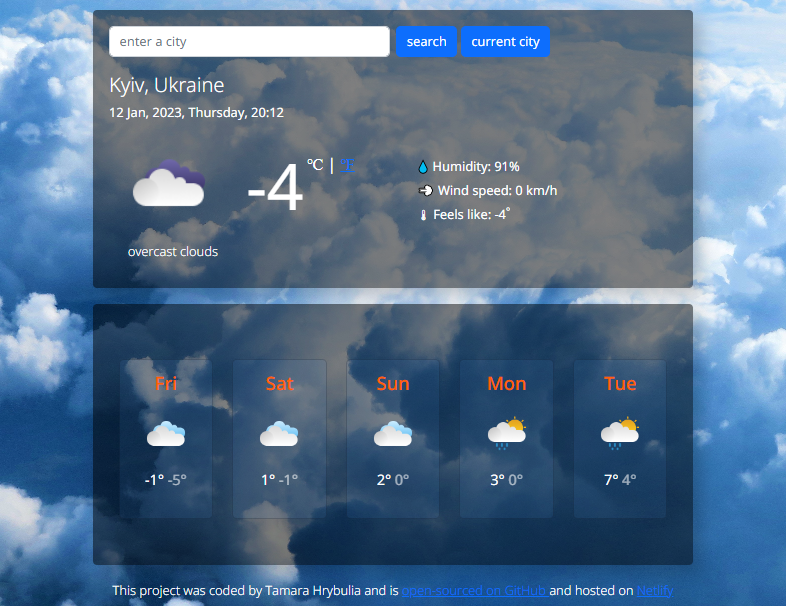 enter a city search current city
Kyiv, Ukraine
12 Jan, 2023, Thursday, 20:12
-4 °C | °F
Humidity: 91%
Wind speed: 0 km/h
Feels like: -4°
overcast clouds
Fri Sat Sun Mon Tue
-1° -5° 1° -1° 2° 0° 3° 0° 7° 4°
This project was coded by Tamara Hrybulia and is open-sourced on GitHub and hosted on Netlify